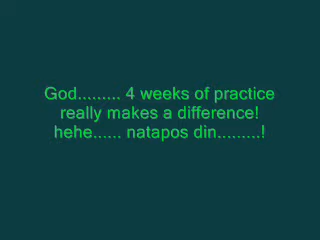 God......... 4 weeks of practice
really makes a difference!
hehe...... natapos din.........!